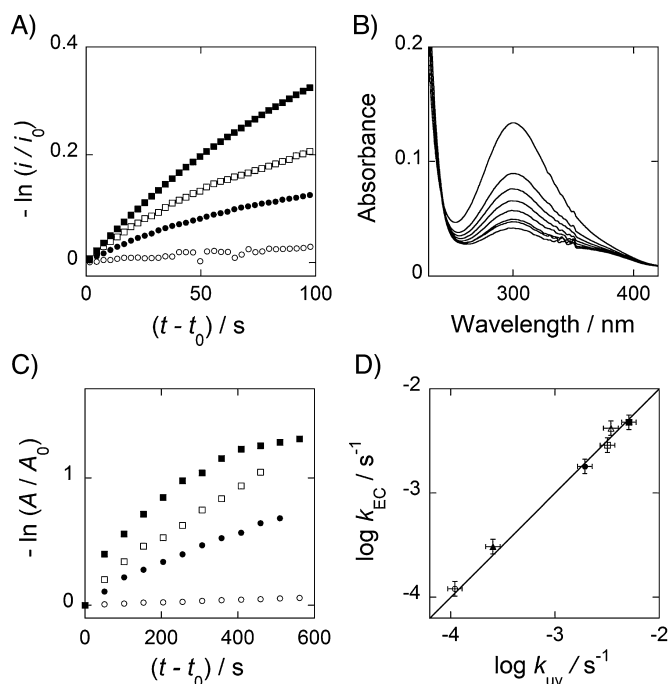 A)
0.4
0.2
0
- ln (i / i0)
0
50
100
(t - t0) / s
B)
0.2
0.1
0
Absorbance
300
400
Wavelength / nm
C)
1
0
- ln (A / A0)
0
200
400
600
(t - t0) / s
D)
-2
-3
-4
log kEC / s-1
-4
-3
-2
log kuv / s-1